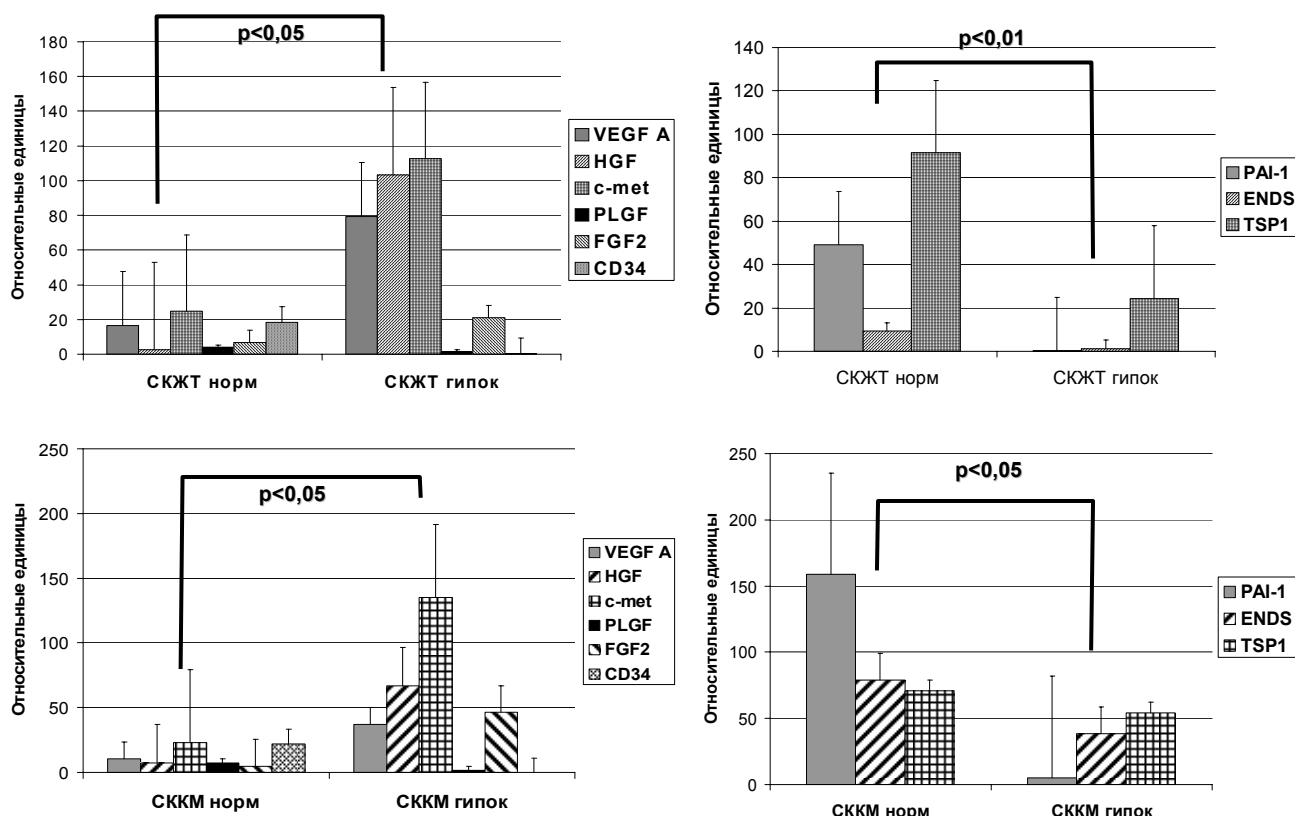 p<0,05
Относительные единицы
180
160
140
120
100
80
60
40
20
0
СКЖТ норм
СКЖТ гипок
VEGF A
HGF
c-met
PLGF
FGF2
CD34
p<0,01
Относительные единицы
140
120
100
80
60
40
20
0
СКЖТ норм
СКЖТ гипок
PAI-1
ENDS
TSP1
p<0,05
Относительные единицы
250
200
150
100
50
0
СККМ норм
СККМ гипок
VEGF A
HGF
c-met
PLGF
FGF2
CD34
p<0,05
Относительные единицы
250
200
150
100
50
0
СККМ норм
СККМ гипок
PAI-1
ENDS
TSP1